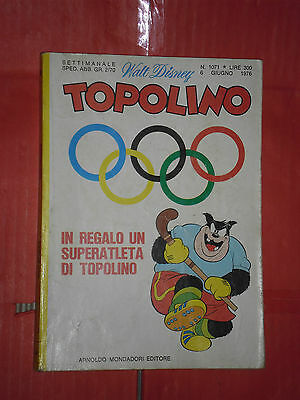 SETTIMANALE
SPED. ABB. GR. 2/70
Walt Disney
N. 1071 * LIRE 300
6 GIUGNO 1976
TOPOLINO
IN REGALO UN
SUPERATLETA
DI TOPOLINO
ARNOLDO MONDADORI EDITORE